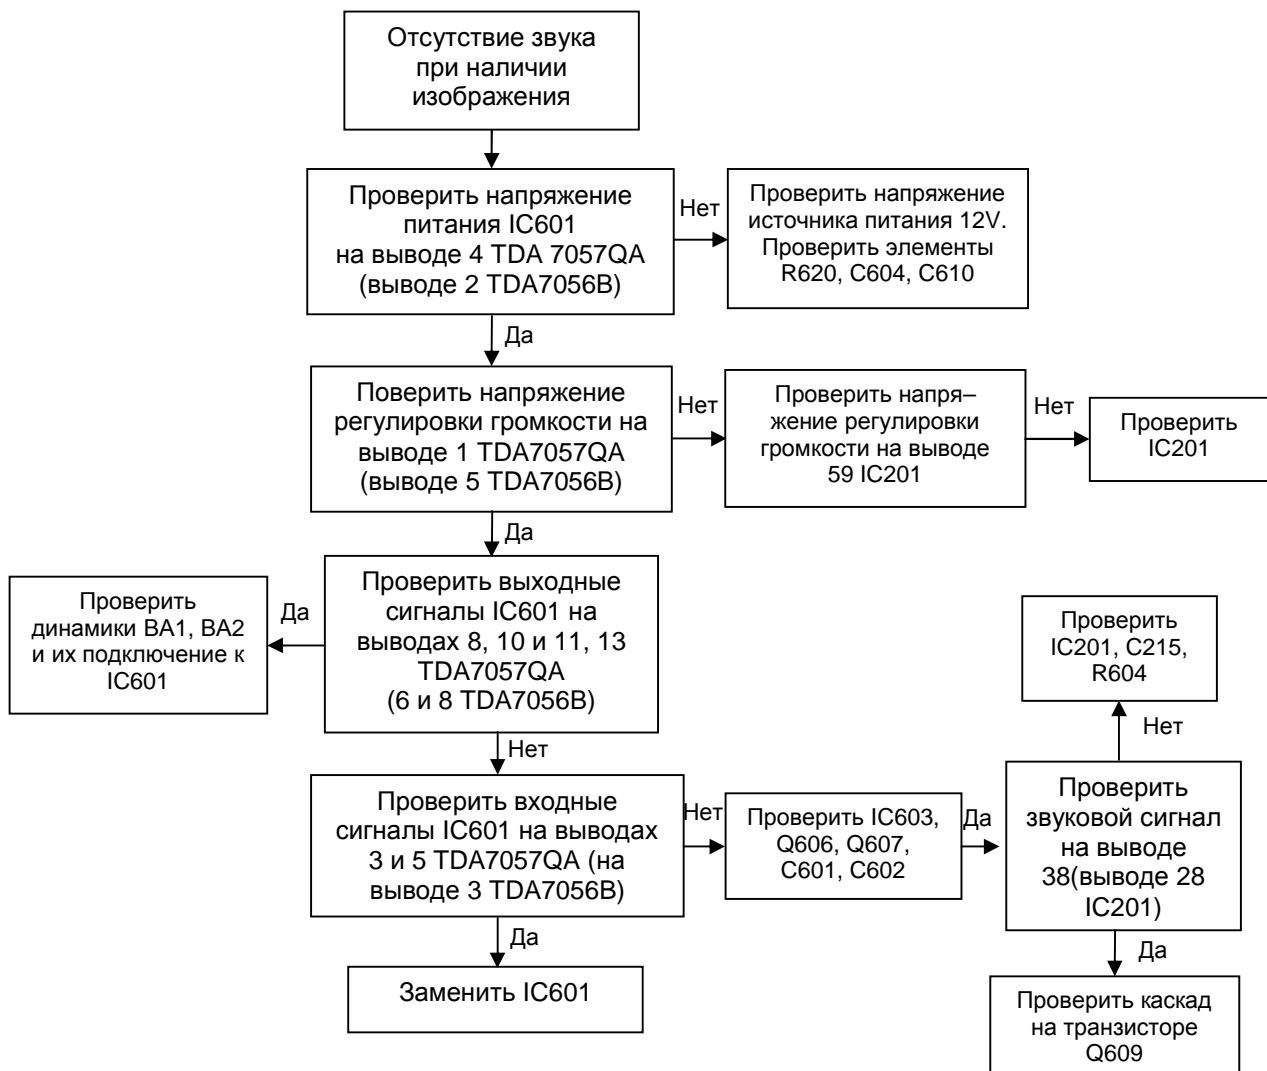 Отсутствие звука
при наличии
изображения
Проверить напряжение
питания IC601
на выводе 4 TDA 7057QA
(выводе 2 TDA7056B)
Нет
Проверить напряжение
источника питания 12V.
Проверить элементы
R620, C604, C610
Да
Поверить напряжение
регулировки громкости на
выводе 1 TDA7057QA
(выводе 5 TDA7056B)
Нет
Проверить напря–
жение регулировки
громкости на выводе
59 IC201
Нет
Проверить
IC201
Да
Проверить выходные
сигналы IC601 на
выводах 8, 10 и 11, 13
TDA7057QA
(6 и 8 TDA7056B)
Да
Проверить
динамики BA1, BA2
и их подключение к
IC601
Нет
Проверить входные
сигналы IC601 на выводах
3 и 5 TDA7057QA (на
выводе 3 TDA7056B)
Нет
Проверить IC603,
Q606, Q607,
C601, C602
Да
Проверить
звуковой сигнал
на выводе
38(выводе 28
IC201)
Нет
Проверить
IC201, C215,
R604
Да
Проверить каскад
на транзисторе
Q609
Да
Заменить IC601